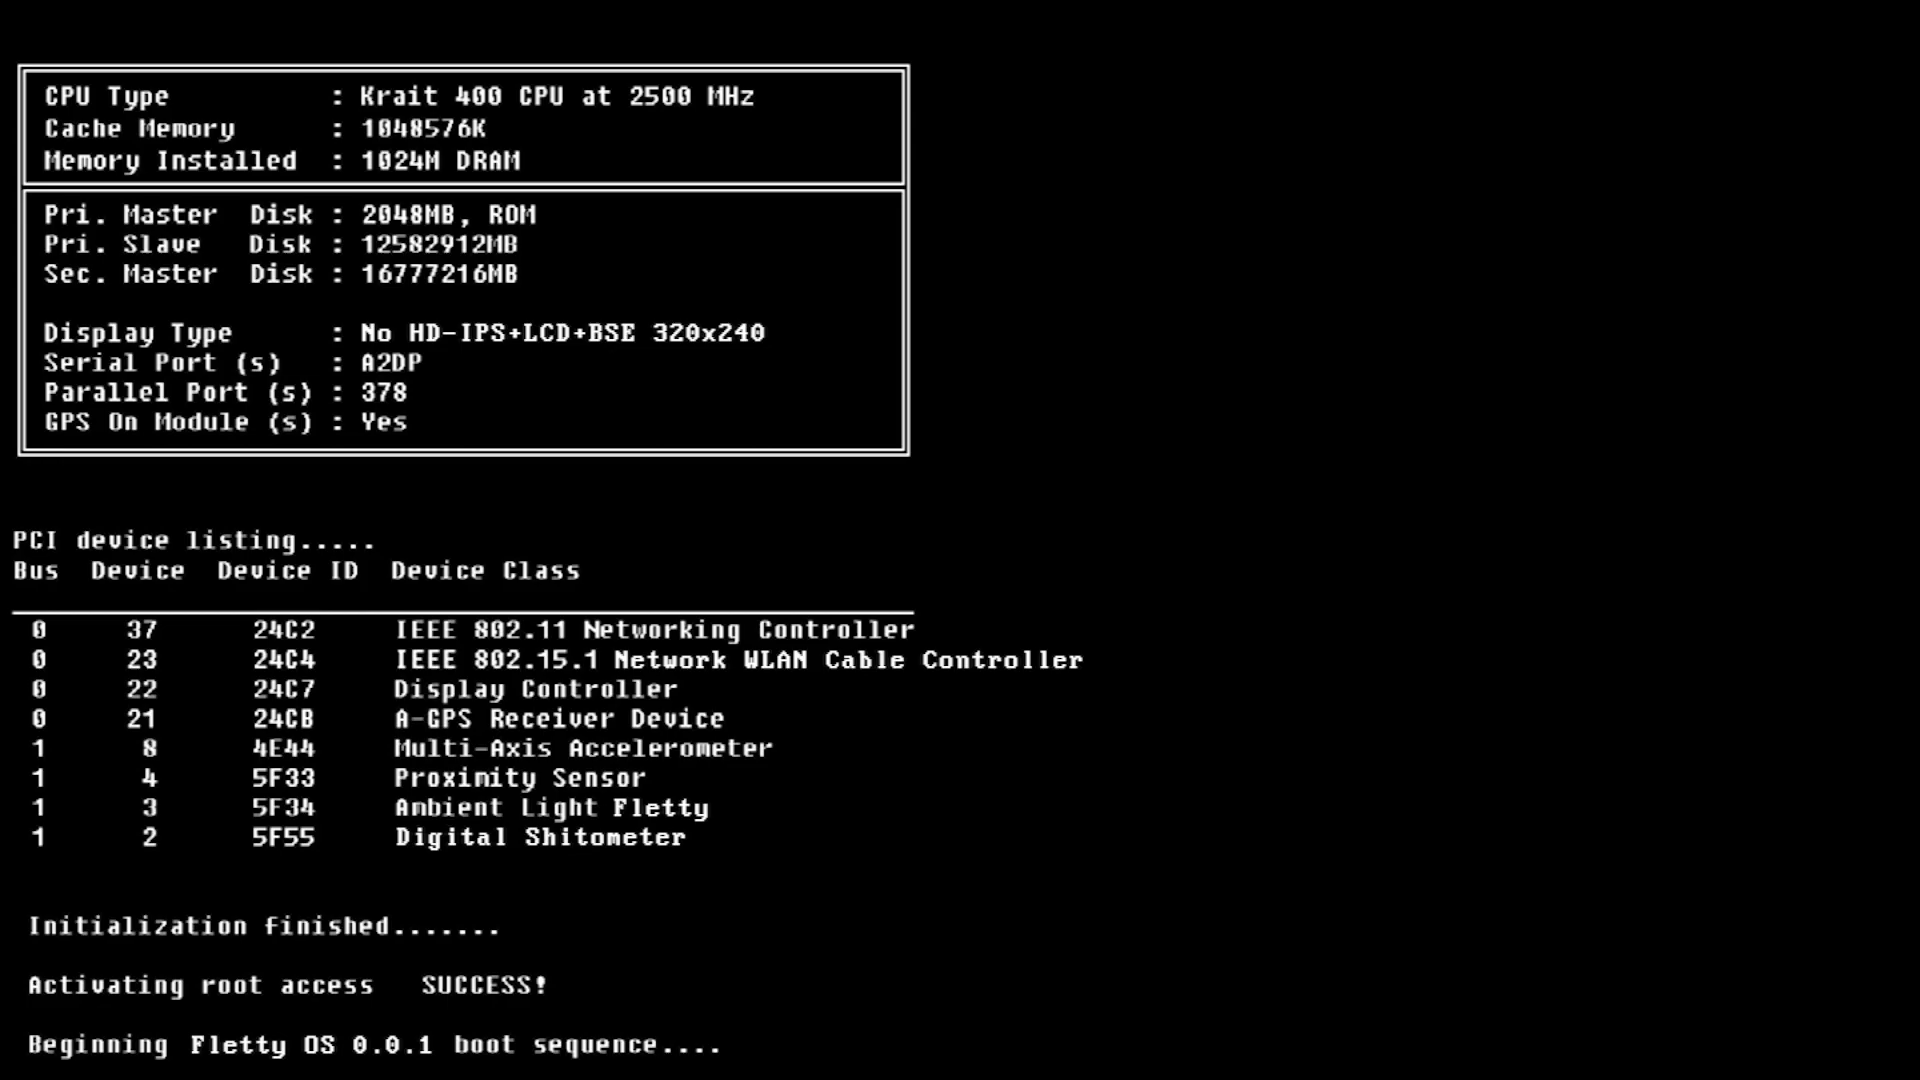 CPU Type : Krait 400 CPU at 2500 MHz
Cache Memory : 1048576K
Memory Installed : 1024M DRAM
Pri. Master Disk : 2048MB, ROM
Pri. Slave Disk : 12582912MB
Sec. Master Disk : 16777216MB
Display Type : No HD-IPS+LCD+BSE 320x240
Serial Port (s) : A2DP
Parallel Port (s) : 378
GPS On Module (s) : Yes
PCI device listing.....
Bus Device Device ID Device Class
0 37 24C2 IEEE 802.11 Networking Controller
0 23 24C4 IEEE 802.15.1 Network WLAN Cable Controller
0 22 24C7 Display Controller
0 21 24CB A-GPS Receiver Device
1 8 4E44 Multi-Axis Accelerometer
1 4 5F33 Proximity Sensor
1 3 5F34 Ambient Light Fletty
1 2 5F55 Digital Shitometer
Initialization finished.......
Activating root access SUCCESS!
Beginning Fletty OS 0.0.1 boot sequence....